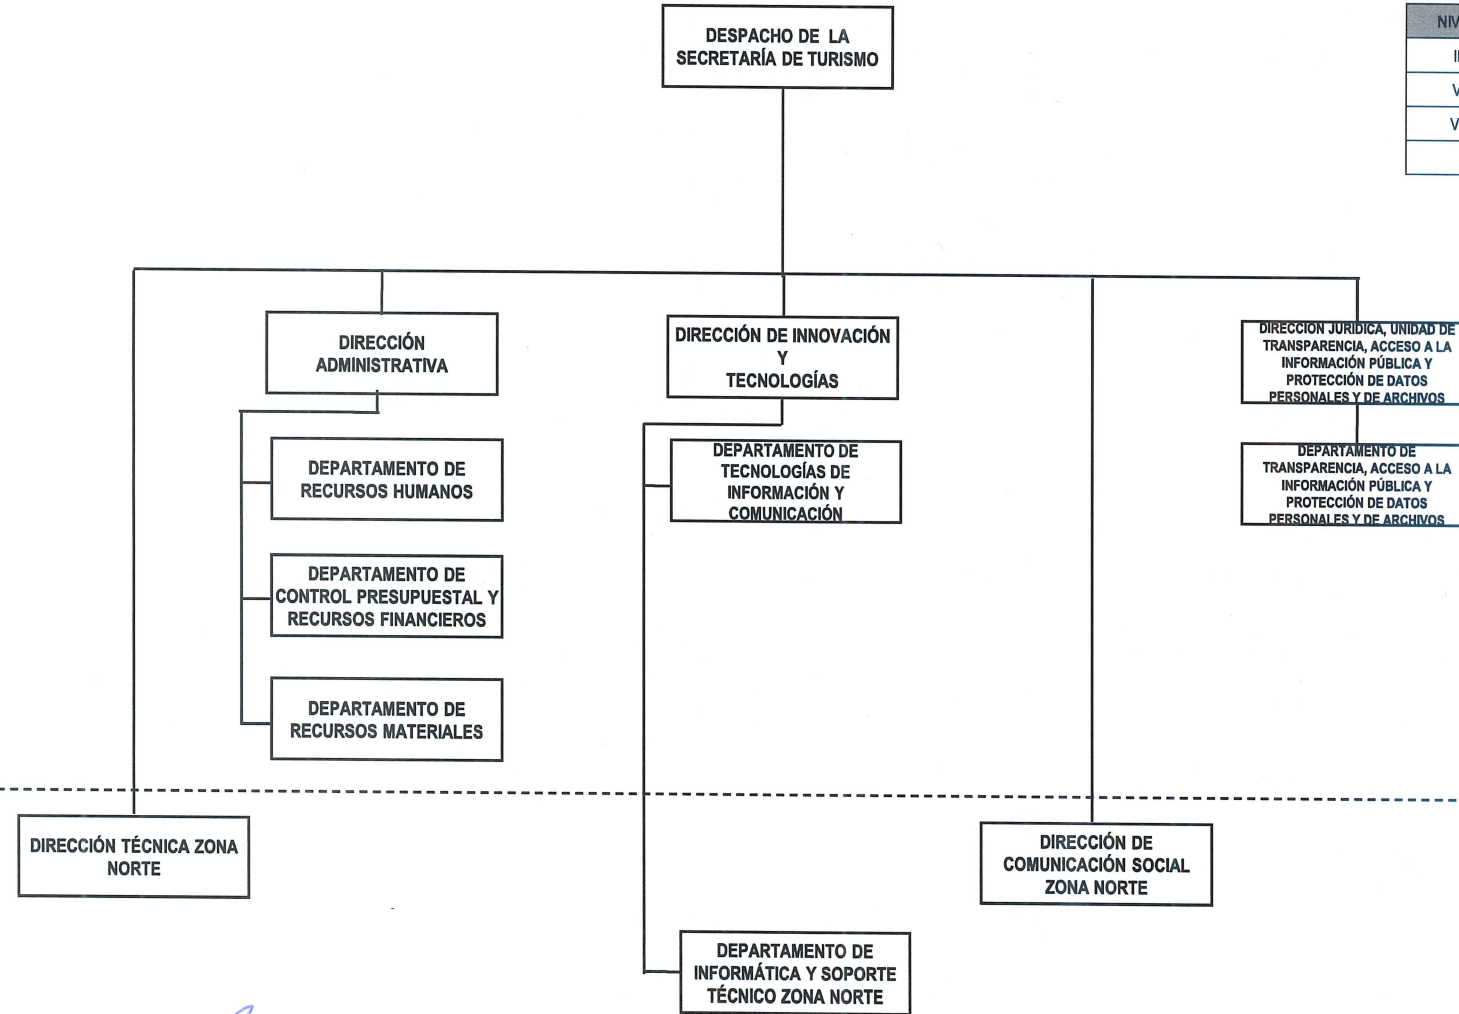 DESPACHO DE LA
SECRETARÍA DE TURISMO
DIRECCIÓN
ADMINISTRATIVA
DEPARTAMENTO DE
RECURSOS HUMANOS
DEPARTAMENTO DE
CONTROL PRESUPUESTAL Y
RECURSOS FINANCIEROS
DEPARTAMENTO DE
RECURSOS MATERIALES
DIRECCIÓN DE INNOVACIÓN
Y
TECNOLOGÍAS
DEPARTAMENTO DE
TECNOLOGÍAS DE
INFORMACIÓN Y
COMUNICACIÓN
DIRECCIÓN JURÍDICA, UNIDAD DE
TRANSPARENCIA, ACCESO A LA
INFORMACIÓN PÚBLICA Y
PROTECCIÓN DE DATOS
PERSONALES Y DE ARCHIVOS
DEPARTAMENTO DE
TRANSPARENCIA, ACCESO A LA
INFORMACIÓN PÚBLICA Y
PROTECCIÓN DE DATOS
PERSONALES Y DE ARCHIVOS
DIRECCIÓN TÉCNICA ZONA
NORTE
DIRECCIÓN DE
COMUNICACIÓN SOCIAL
ZONA NORTE
DEPARTAMENTO DE
INFORMÁTICA Y SOPORTE
TÉCNICO ZONA NORTE